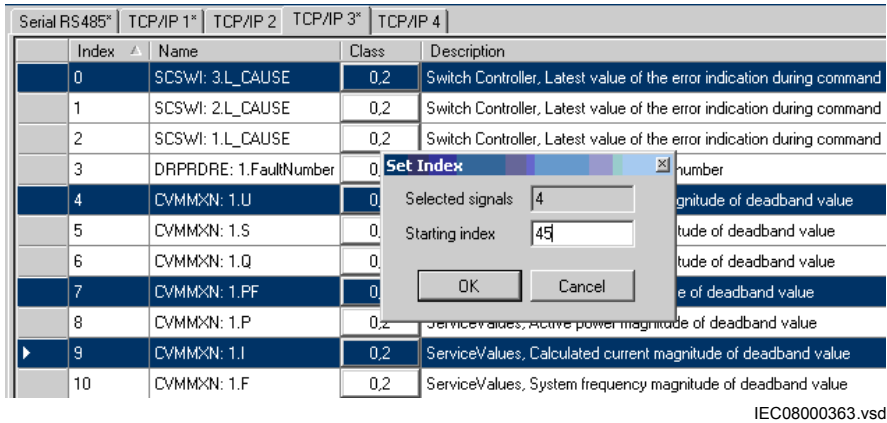 Serial RS485* TCP/IP 1* TCP/IP 2 TCP/IP 3* TCP/IP 4
Index Name Class Description
0 SCSWI: 3.L_CAUSE 0,2 Switch Controller, Latest value of the error indication during command
1 SCSWI: 2.L_CAUSE 0,2 Switch Controller, Latest value of the error indication during command
2 SCSWI: 1.L_CAUSE 0,2 Switch Controller, Latest value of the error indication during command
3 DRPRDRE: 1.FaultNumber 0, number
Set Index
4 CVMMXN: 1.U 0, gnitude of deadband value
Selected signals 4
5 CVMMXN: 1.S 0, tude of deadband value
Starting index 45
6 CVMMXN: 1.Q 0, tude of deadband value
7 CVMMXN: 1.PF 0, e of deadband value
OK Cancel
8 CVMMXN: 1.P 0,2 ServiceValues, Active power magnitude of deadband value
9 CVMMXN: 1.I 0,2 ServiceValues, Calculated current magnitude of deadband value
10 CVMMXN: 1.F 0,2 ServiceValues, System frequency magnitude of deadband value
IEC08000363.vsd